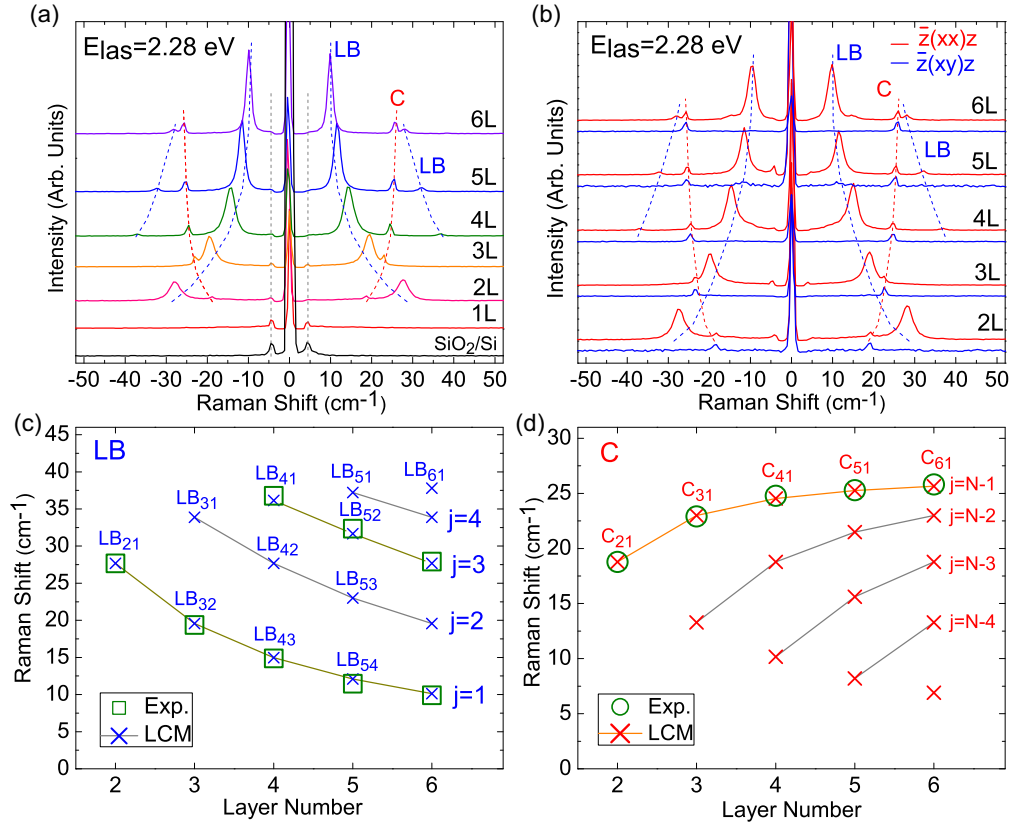 (a)
E_las=2.28 eV
LB
C
6L
LB
5L
4L
3L
2L
1L
SiO₂/Si
Intensity (Arb. Units)
-50 -40 -30 -20 -10 0 10 20 30 40 50
Raman Shift (cm⁻¹)
(b)
E_las=2.28 eV
z̄(xx)z
z̄(xy)z
LB
C
6L
LB
5L
4L
3L
2L
Intensity (Arb. Units)
-50 -40 -30 -20 -10 0 10 20 30 40 50
Raman Shift (cm⁻¹)
(c)
LB
45
40
35
30
25
20
15
10
5
0
Raman Shift (cm⁻¹)
LB₂₁
LB₃₁
LB₃₂
LB₄₁
LB₄₂
LB₄₃
LB₅₁
LB₅₂
LB₅₃
LB₅₄
LB₆₁
j=4
j=3
j=2
j=1
Exp.
LCM
2 3 4 5 6
Layer Number
(d)
C
30
25
20
15
10
5
0
Raman Shift (cm⁻¹)
C₂₁
C₃₁
C₄₁
C₅₁
C₆₁
j=N-1
j=N-2
j=N-3
j=N-4
Exp.
LCM
2 3 4 5 6
Layer Number